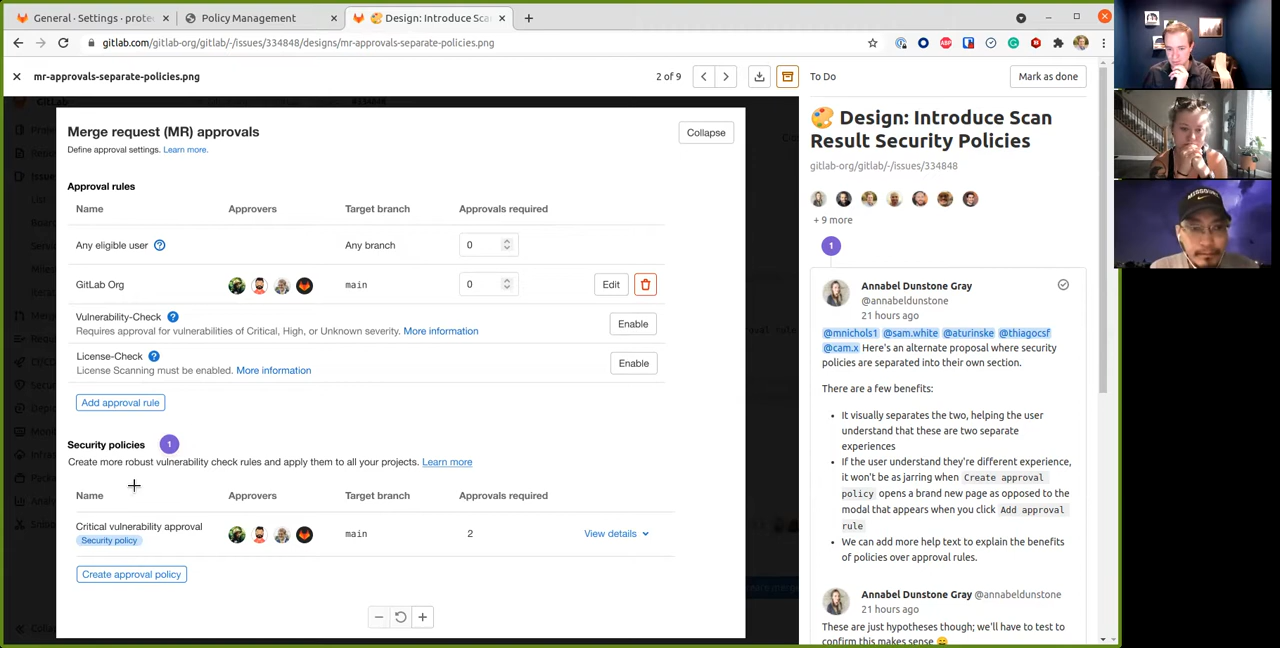 General · Settings · protec
Policy Management
🎨 Design: Introduce Scan
gitlab.com/gitlab-org/gitlab/-/issues/334848/designs/mr-approvals-separate-policies.png
mr-approvals-separate-policies.png
2 of 9
To Do
Mark as done
Merge request (MR) approvals
Collapse
Define approval settings. Learn more.
Approval rules
Name Approvers Target branch Approvals required
Any eligible user Any branch 0
GitLab Org main 0 Edit
Vulnerability-Check
Requires approval for vulnerabilities of Critical, High, or Unknown severity. More information
Enable
License-Check
License Scanning must be enabled. More information
Enable
Add approval rule
Security policies 1
Create more robust vulnerability check rules and apply them to all your projects. Learn more
Name Approvers Target branch Approvals required
Critical vulnerability approval main 2 View details
Security policy
Create approval policy
🎨 Design: Introduce Scan
Result Security Policies
gitlab-org/gitlab/-/issues/334848
+ 9 more
1
Annabel Dunstone Gray
@annabeldunstone
21 hours ago
@mnichols1 @sam.white @aturinske @thiagocsf
@cam.x Here's an alternate proposal where security
policies are separated into their own section.
There are a few benefits:
• It visually separates the two, helping the user
understand that these are two separate
experiences
• If the user understand they're different experience,
it won't be as jarring when Create approval
policy opens a brand new page as opposed to the
modal that appears when you click Add approval
rule
• We can add more help text to explain the benefits
of policies over approval rules.
Annabel Dunstone Gray @annabeldunstone
21 hours ago
These are just hypotheses though; we'll have to test to
confirm this makes sense 😄